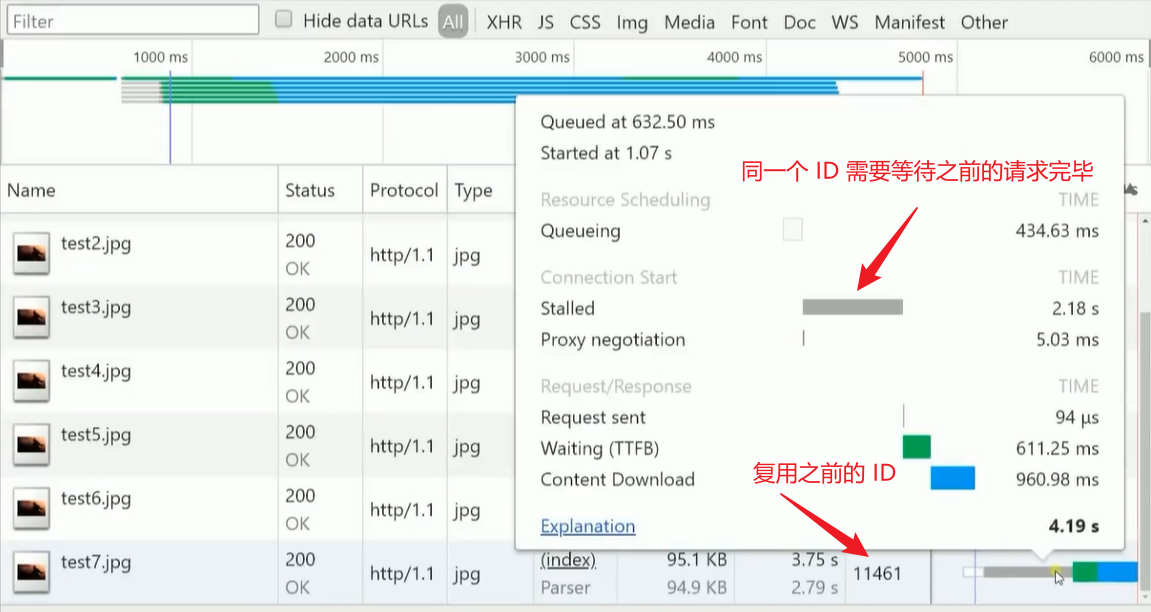 Filter
Hide data URLs All XHR JS CSS Img Media Font Doc WS Manifest Other
1000 ms 2000 ms 3000 ms 4000 ms 5000 ms 6000 ms
Queued at 632.50 ms
Started at 1.07 s
同一个 ID 需要等待之前的请求完毕
Name Status Protocol Type
Resource Scheduling TIME
Queueing 434.63 ms
Connection Start TIME
Stalled 2.18 s
Proxy negotiation 5.03 ms
Request/Response TIME
Request sent 94 μs
Waiting (TTFB) 611.25 ms
Content Download 960.98 ms
复用之前的 ID
Explanation 4.19 s
test2.jpg 200 http/1.1 jpg
OK
test3.jpg 200 http/1.1 jpg
OK
test4.jpg 200 http/1.1 jpg
OK
test5.jpg 200 http/1.1 jpg
OK
test6.jpg 200 http/1.1 jpg
OK
test7.jpg 200 http/1.1 jpg (index) 95.1 KB 3.75 s 11461
OK Parser 94.9 KB 2.79 s